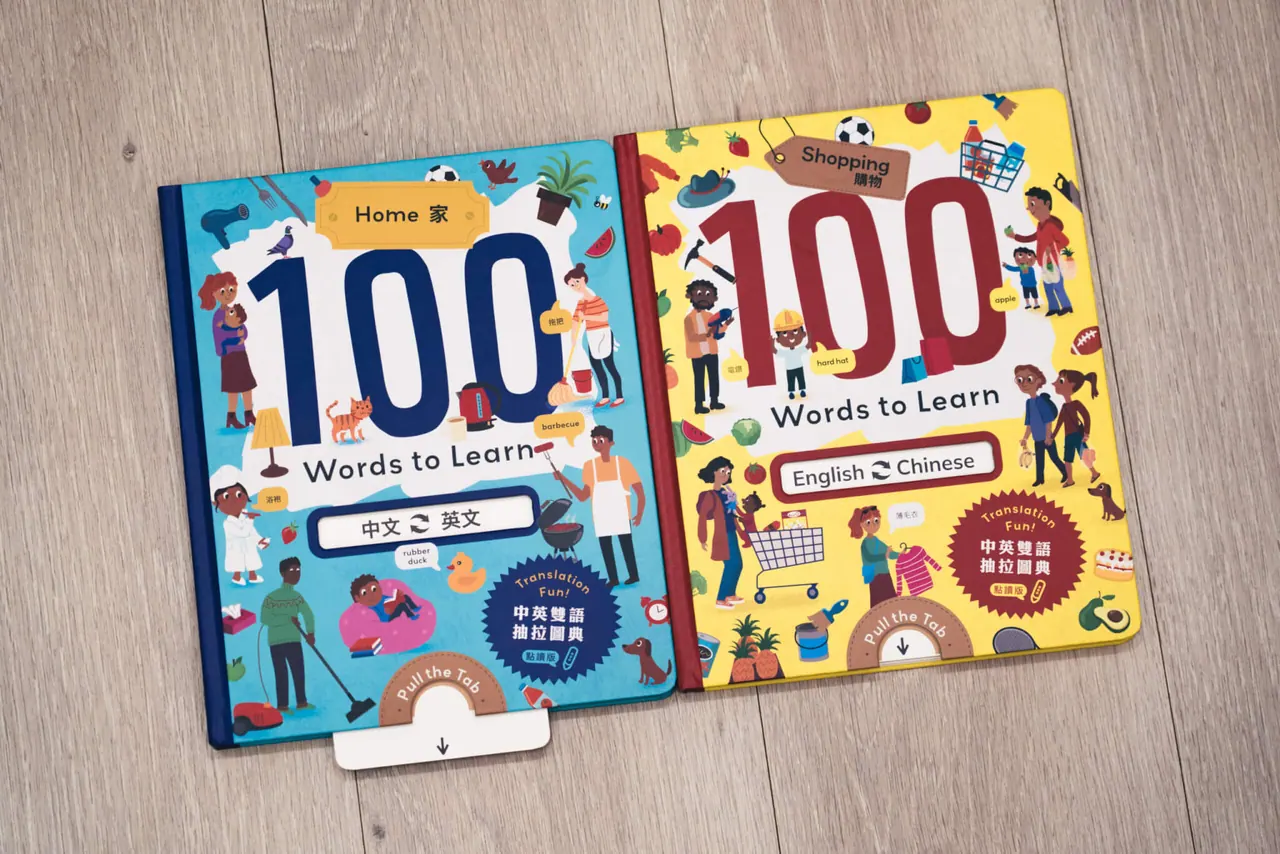 Home 家
100
拖把
barbecue
Words to Learn
浴袍
中文 英文
rubber
duck
Translation
Fun!
中英雙語
抽拉圖典
點讀版
Pull the Tab
Shopping
購物
100
apple
電鑽
hard hat
Words to Learn
English Chinese
薄毛衣
Translation
Fun!
中英雙語
抽拉圖典
點讀版
Pull the Tab